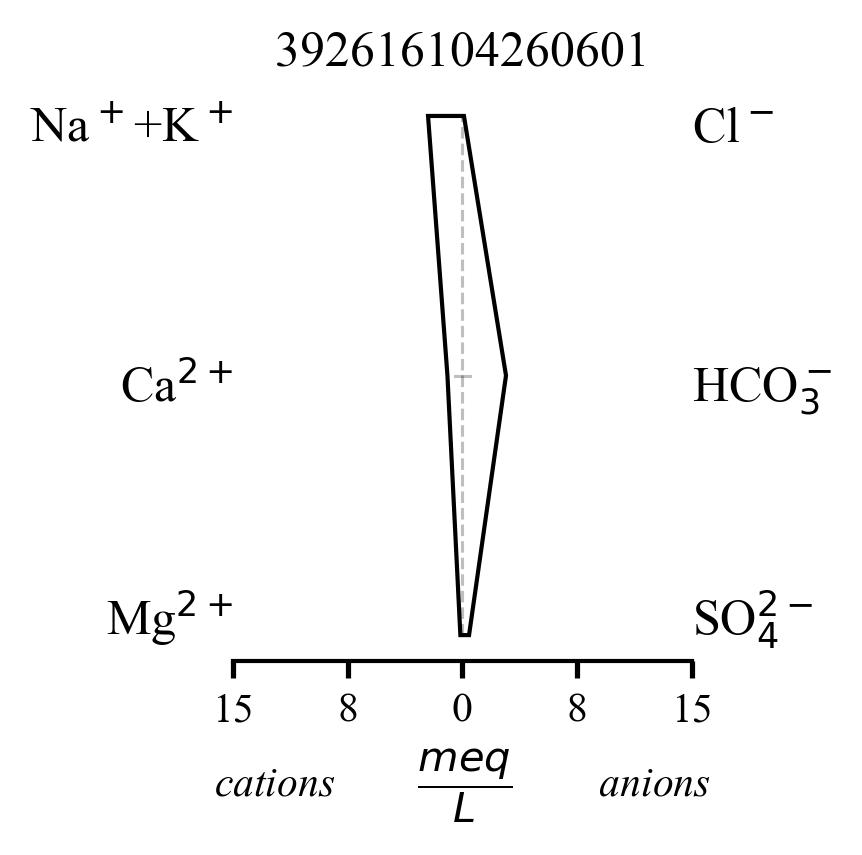 392616104260601
Na⁺+K⁺ Cl⁻
Ca²⁺ HCO₃⁻
Mg²⁺ SO₄²⁻
15 8 0 8 15
cations meq/L anions